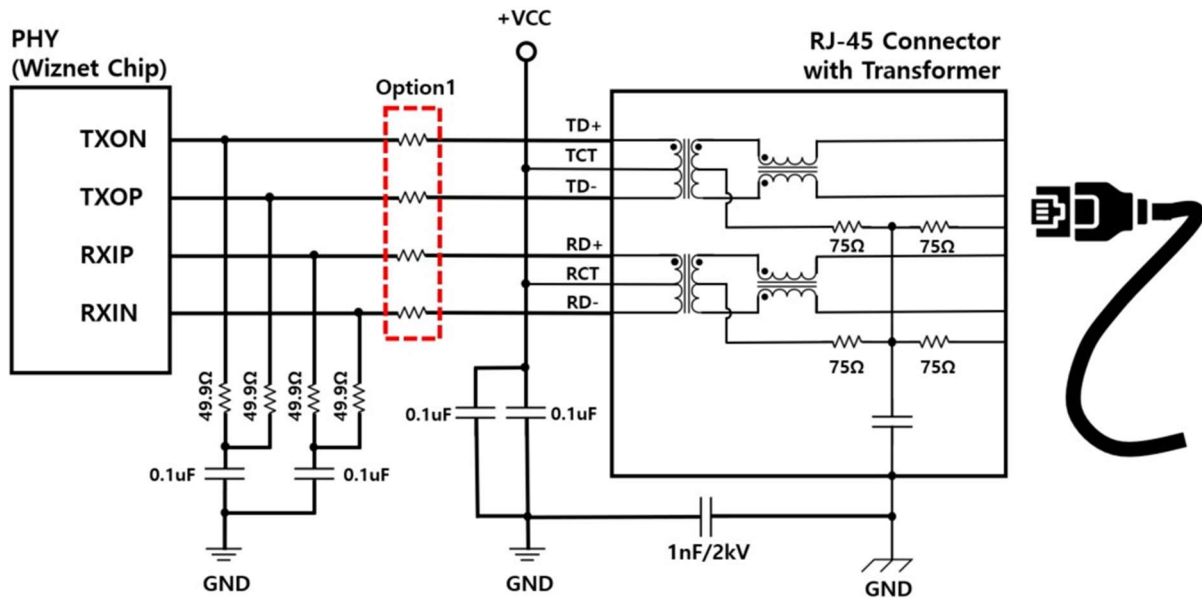 +VCC
PHY
(Wiznet Chip)
RJ-45 Connector
with Transformer
Option1
TXON
TD+
TCT
TXOP
TD-
75Ω
75Ω
RXIP
RD+
RCT
RXIN
RD-
75Ω
75Ω
49.9Ω
49.9Ω
49.9Ω
49.9Ω
0.1uF
0.1uF
0.1uF
0.1uF
1nF/2kV
GND
GND
GND